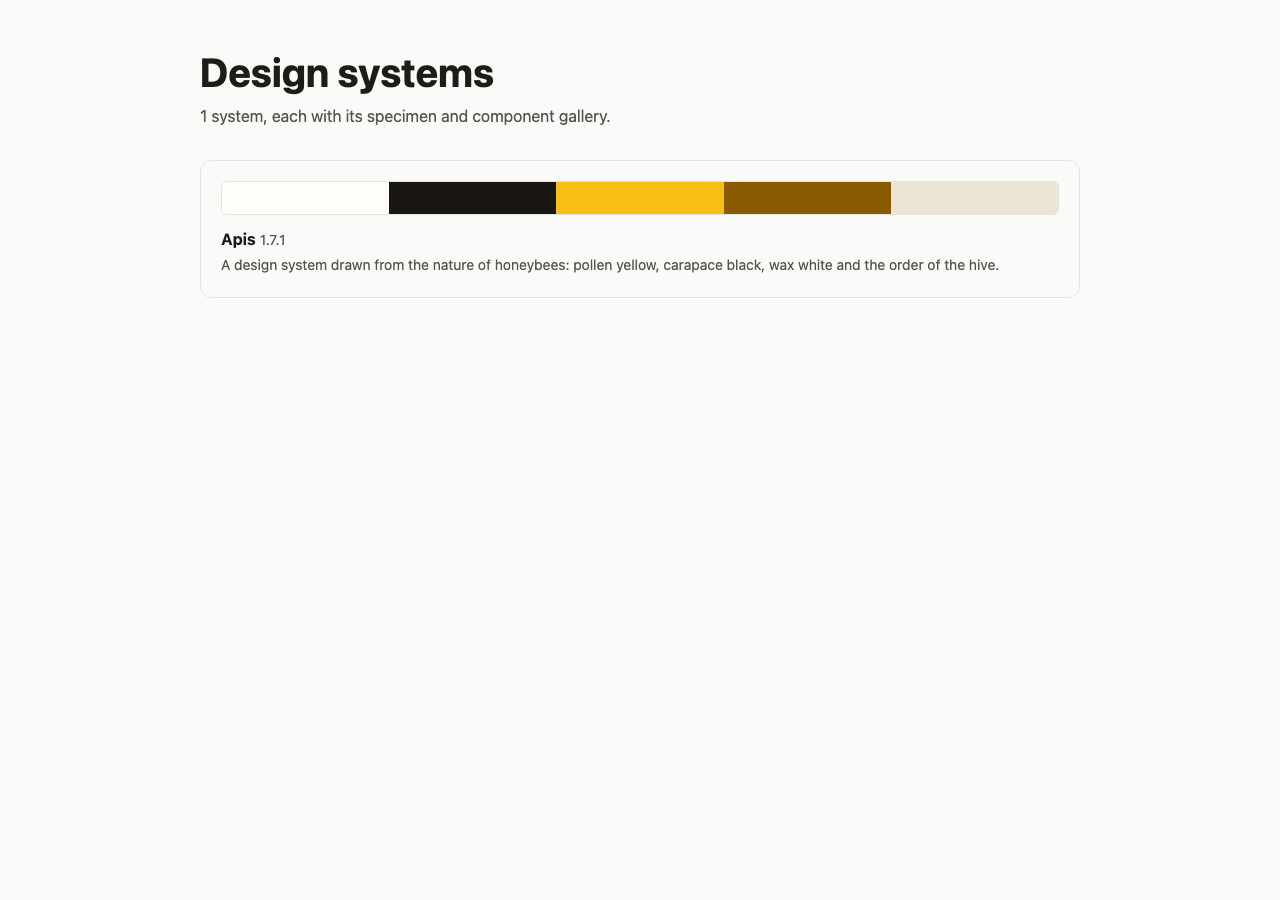 Design systems
1 system, each with its specimen and component gallery.
Apis 1.7.1
A design system drawn from the nature of honeybees: pollen yellow, carapace black, wax white and the order of the hive.